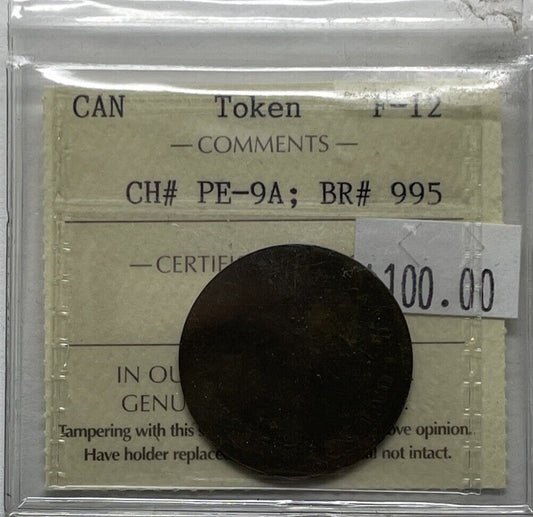 CAN Token F-12
— COMMENTS —
CH# PE-9A; BR# 995
— CERTIFI
100.00
IN OU
GENU
Tampering with this s ove opinion.
Have holder replace al not intact.